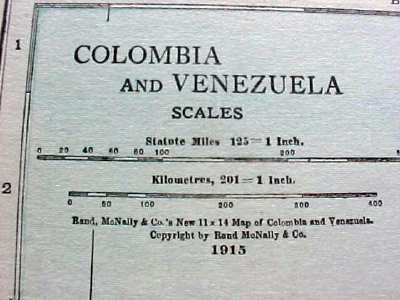 1
COLOMBIA
AND VENEZUELA
SCALES
Statute Miles 125=1 Inch.
0 20 40 60 80 100 200
2
Kilometres, 201=1 Inch.
0 100 200 300 400
Rand, McNally & Co.'s New 11 x 14 Map of Colombia and Venezuela.
Copyright by Rand McNally & Co.
1915